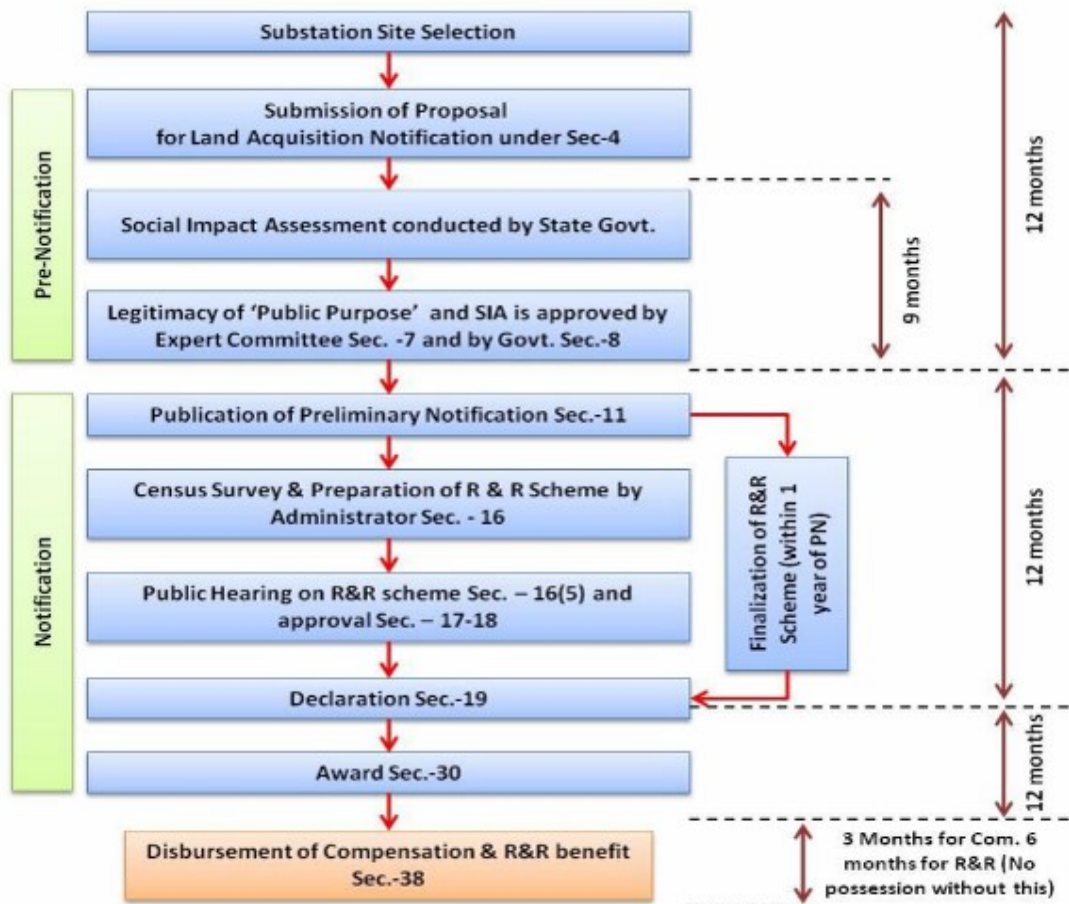 Substation Site Selection
Pre-Notification
Submission of Proposal
for Land Acquisition Notification under Sec-4
Social Impact Assessment conducted by State Govt.
Legitimacy of ‘Public Purpose’ and SIA is approved by
Expert Committee Sec. -7 and by Govt. Sec.-8
9 months
12 months
Notification
Publication of Preliminary Notification Sec.-11
Census Survey & Preparation of R & R Scheme by
Administrator Sec. - 16
Public Hearing on R&R scheme Sec. – 16(5) and
approval Sec. – 17-18
Finalization of R&R
Scheme (within 1
year of PN)
12 months
Declaration Sec.-19
Award Sec.-30
12 months
Disbursement of Compensation & R&R benefit
Sec.-38
3 Months for Com. 6
months for R&R (No
possession without this)